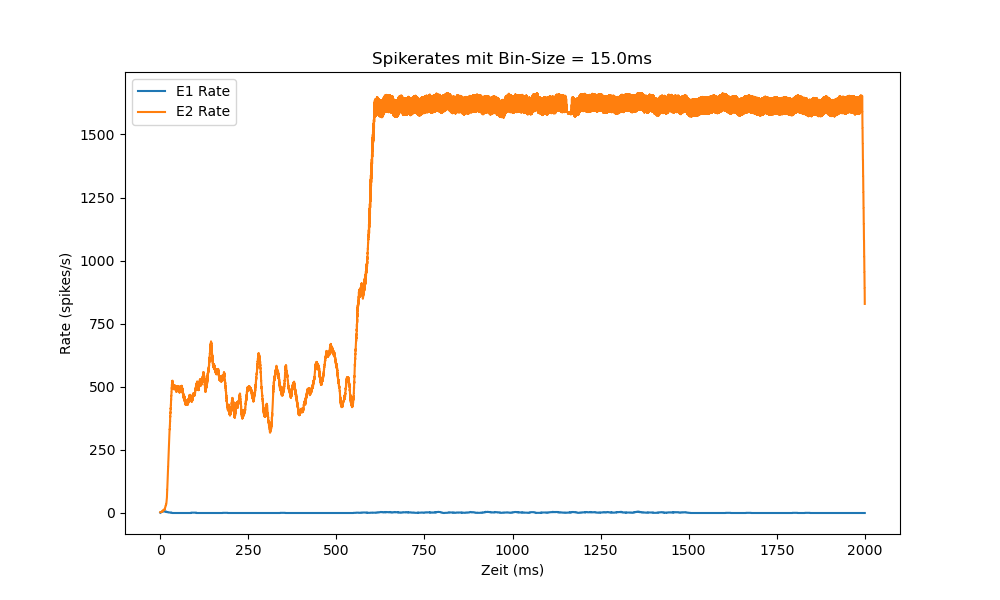 Spikerates mit Bin-Size = 15.0ms
E1 Rate
E2 Rate
1500
1250
1000
750
500
250
0
Rate (spikes/s)
0 250 500 750 1000 1250 1500 1750 2000
Zeit (ms)